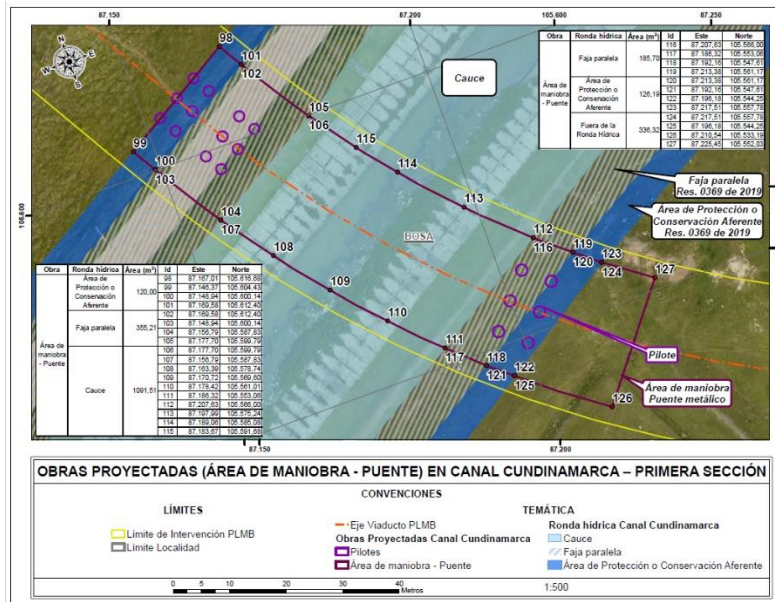 87.150 87.200 105.600 87.250
N
W E
S
98
101
102
Cauce
Obra Ronda hídrica Área (m²) Id Este Norte
Área de maniobra - Puente
Faja paralela 185,70
116 87.207,63 105.566,00
117 87.186,32 105.553,06
118 87.192,16 105.547,61
119 87.213,38 105.561,17
Área de Protección o Conservación Aferente 126,18
120 87.213,38 105.561,17
121 87.192,16 105.547,61
122 87.196,18 105.544,25
123 87.217,51 105.557,78
Fuera de la Ronda Hídrica 336,32
124 87.217,51 105.557,78
125 87.196,18 105.544,25
126 87.210,54 105.533,19
127 87.225,45 105.552,03
105
106
115
99
100
103
114
Faja paralela
Res. 0369 de 2019
113
Área de Protección o
Conservación Aferente
Res. 0369 de 2019
105.600
104
107
BOSA
112
116
119
120
123
124
108
127
109
110
Pilote
111
117
118
121
122
125
Área de maniobra
Puente metálico
126
Obra Ronda hídrica Área (m²) Id Este Norte
Área de maniobra - Puente
Área de Protección o Conservación Aferente 120,00
98 87.167,01 105.616,68
99 87.146,37 105.604,43
100 87.148,94 105.600,14
101 87.169,58 105.612,40
Faja paralela 355,21
102 87.169,58 105.612,40
103 87.148,94 105.600,14
104 87.156,79 105.587,83
105 87.177,70 105.599,79
Cauce 1091,51
106 87.177,70 105.599,79
107 87.156,79 105.587,83
108 87.163,39 105.578,74
109 87.170,72 105.569,60
110 87.178,42 105.561,01
111 87.186,32 105.553,06
112 87.207,63 105.566,00
113 87.197,99 105.575,24
114 87.189,06 105.585,08
115 87.183,67 105.591,68
87.150 87.200
OBRAS PROYECTADAS (ÁREA DE MANIOBRA - PUENTE) EN CANAL CUNDINAMARCA – PRIMERA SECCIÓN
CONVENCIONES
LÍMITES
Límite de Intervención PLMB
Límite Localidad
TEMÁTICA
Eje Viaducto PLMB
Obras Proyectadas Canal Cundinamarca
Pilotes
Área de maniobra - Puente
Ronda hídrica Canal Cundinamarca
Cauce
Faja paralela
Área de Protección o Conservación Aferente
0 5 10 20 30 40
Metros
1:500